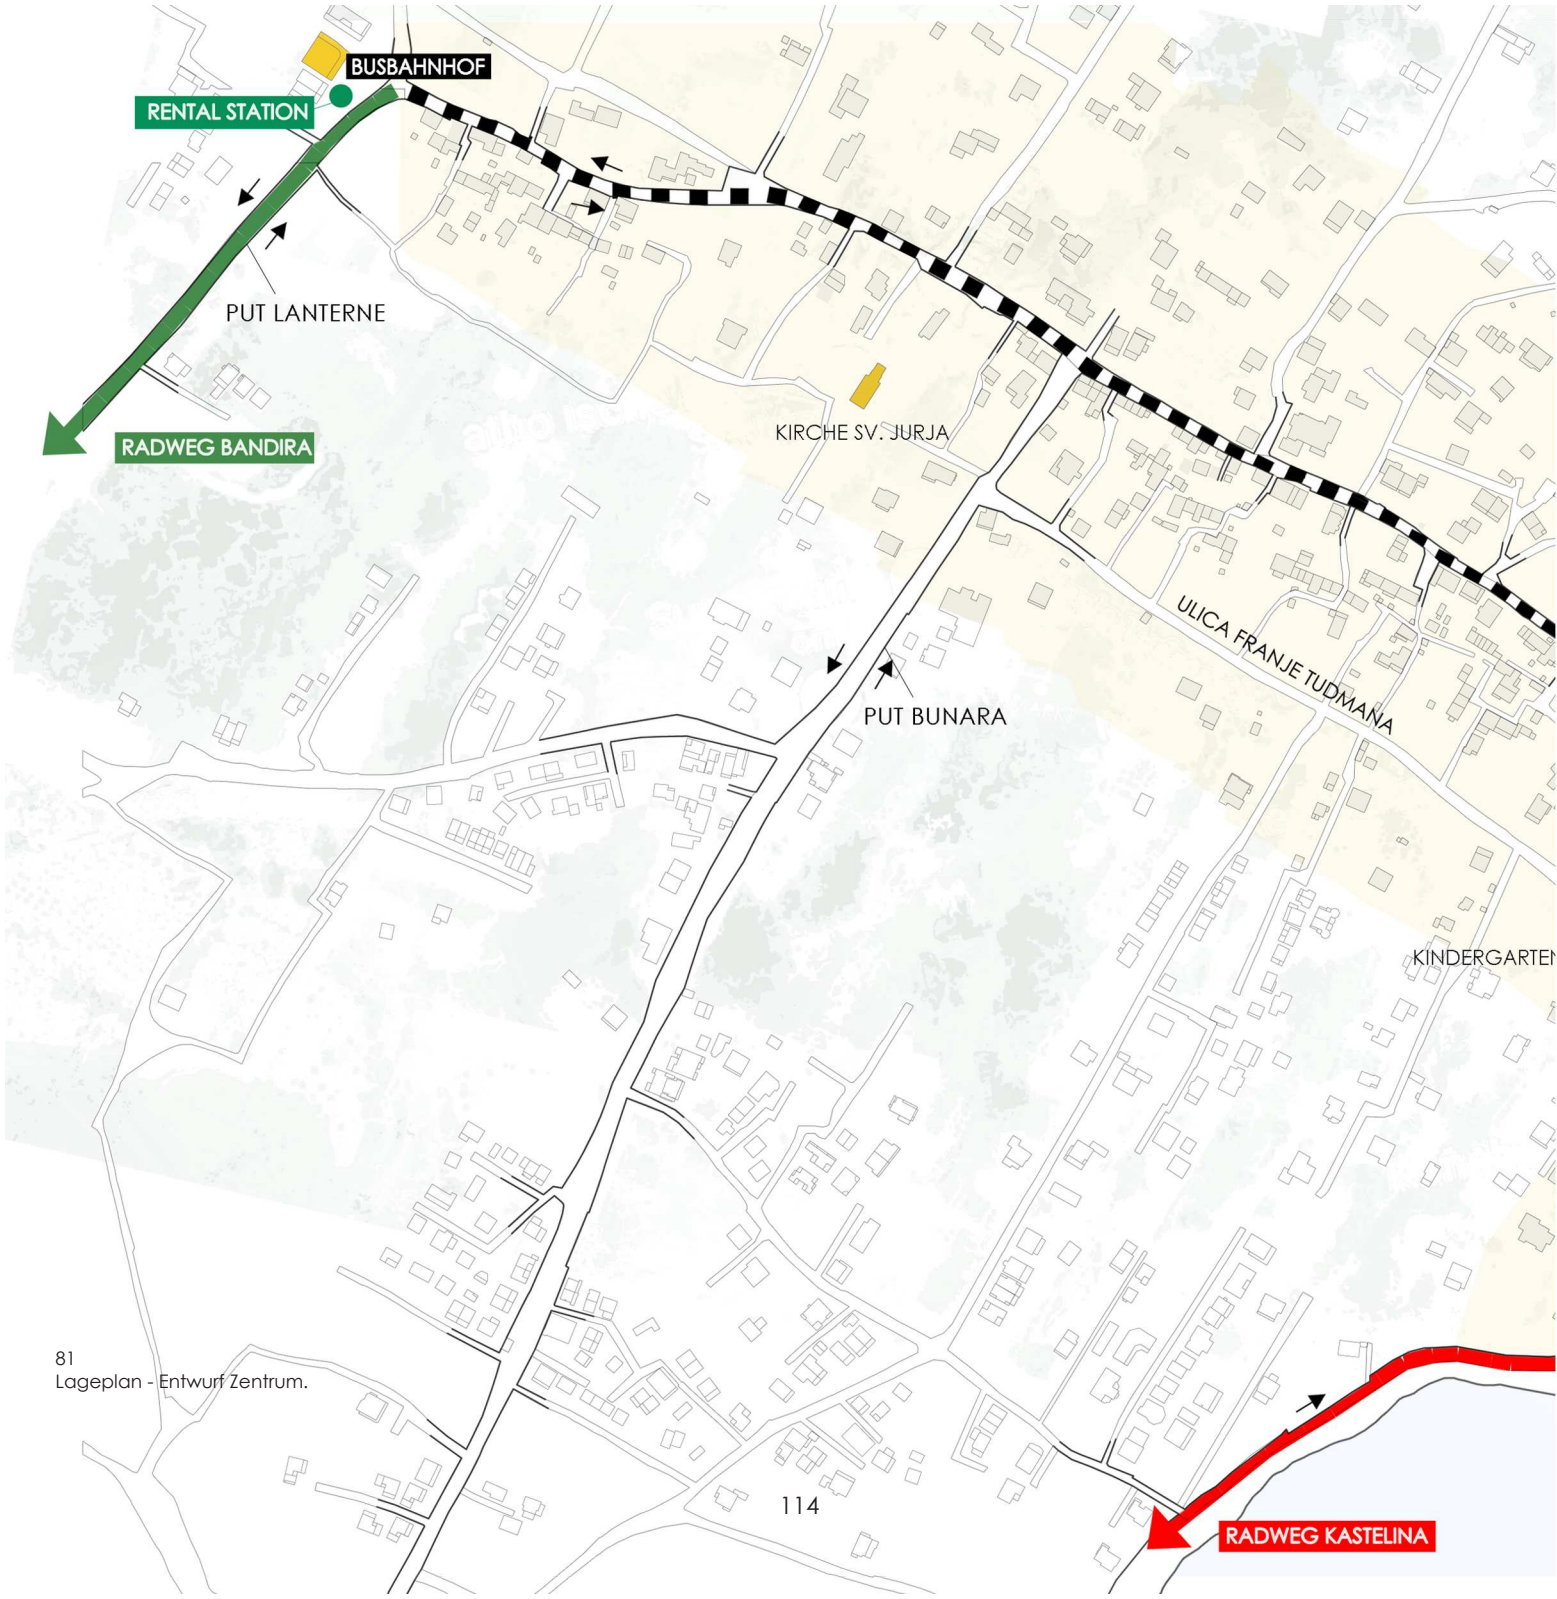 BUSBAHNHOF
RENTAL STATION
PUT LANTERNE
RADWEG BANDIRA
KIRCHE SV. JURJA
ULICA FRANJE TUDMANA
PUT BUNARA
KINDERGARTEN
81
Lageplan - Entwurf Zentrum.
114
RADWEG KASTELINA